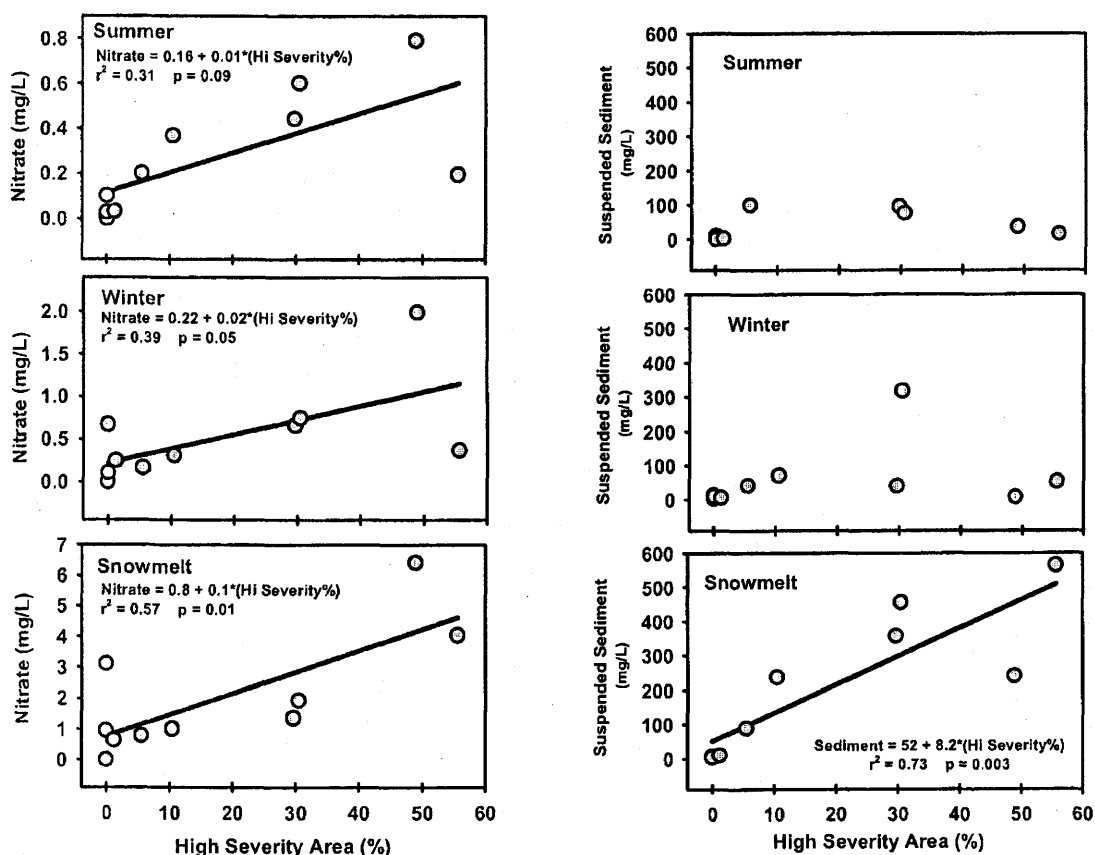 Summer
Nitrate = 0.16 + 0.01*(Hi Severity%)
r² = 0.31 p = 0.09
Nitrate (mg/L)
0.8
0.6
0.4
0.2
0.0
Winter
Nitrate = 0.22 + 0.02*(Hi Severity%)
r² = 0.39 p = 0.05
Nitrate (mg/L)
2.0
1.5
1.0
0.5
0.0
Snowmelt
Nitrate = 0.8 + 0.1*(Hi Severity%)
r² = 0.57 p = 0.01
Nitrate (mg/L)
7
6
5
4
3
2
1
0
0 10 20 30 40 50 60
High Severity Area (%)
Summer
Suspended Sediment
(mg/L)
600
500
400
300
200
100
0
Winter
Suspended Sediment
(mg/L)
600
500
400
300
200
100
0
Snowmelt
Suspended Sediment
(mg/L)
600
500
400
300
200
100
0
Sediment = 52 + 8.2*(Hi Severity%)
r² = 0.73 p = 0.003
0 10 20 30 40 50 60
High Severity Area (%)